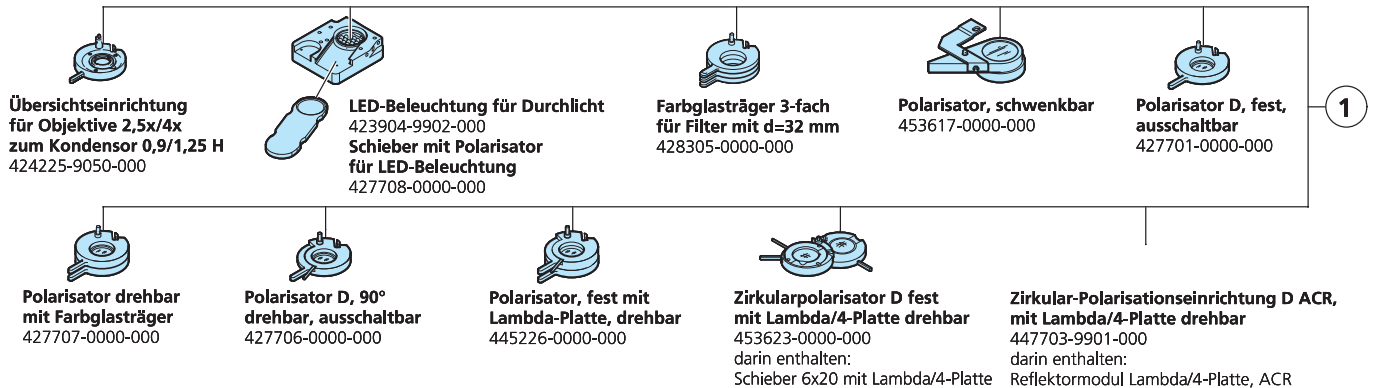 Übersichtseinrichtung
für Objektive 2,5x/4x
zum Kondensor 0,9/1,25 H
424225-9050-000
LED-Beleuchtung für Durchlicht
423904-9902-000
Schieber mit Polarisator
für LED-Beleuchtung
427708-0000-000
Farbglasträger 3-fach
für Filter mit d=32 mm
428305-0000-000
Polarisator, schwenkbar
453617-0000-000
Polarisator D, fest,
ausschaltbar
427701-0000-000
1
Polarisator drehbar
mit Farbglasträger
427707-0000-000
Polarisator D, 90º
drehbar, ausschaltbar
427706-0000-000
Polarisator, fest mit
Lambda-Platte, drehbar
445226-0000-000
Zirkularpolarisator D fest
mit Lambda/4-Platte drehbar
453623-0000-000
darin enthalten:
Schieber 6x20 mit Lambda/4-Platte
Zirkular-Polarisationseinrichtung D ACR,
mit Lambda/4-Platte drehbar
447703-9901-000
darin enthalten:
Reflektormodul Lambda/4-Platte, ACR